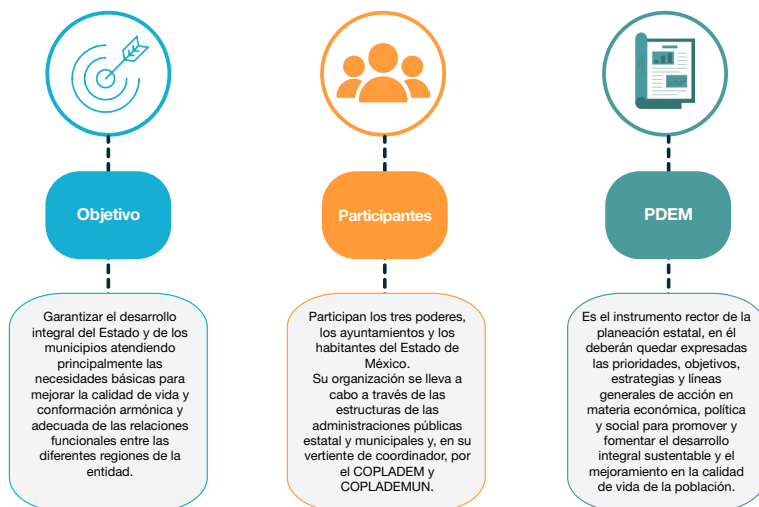 Objetivo
Garantizar el desarrollo
integral del Estado y de los
municipios atendiendo
principalmente las
necesidades básicas para
mejorar la calidad de vida y
conformación armónica y
adecuada de las relaciones
funcionales entre las
diferentes regiones de la
entidad.
Participantes
Participan los tres poderes,
los ayuntamientos y los
habitantes del Estado de
México.
Su organización se lleva a
cabo a través de las
estructuras de las
administraciones públicas
estatal y municipales y, en su
vertiente de coordinador, por
el COPLADEM y
COPLADEMUN.
PDEM
Es el instrumento rector de la
planeación estatal, en él
deberán quedar expresadas
las prioridades, objetivos,
estrategias y líneas
generales de acción en
materia económica, política
y social para promover y
fomentar el desarrollo
integral sustentable y el
mejoramiento en la calidad
de vida de la población.